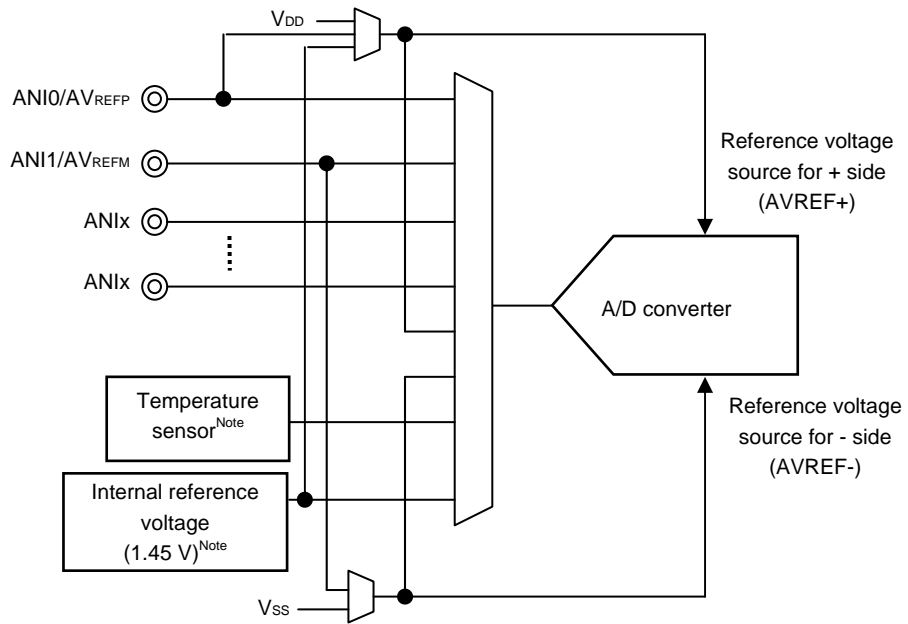 VDD
ANI0/AVREFP
ANI1/AVREFM
ANIx
ANIx
Reference voltage
source for + side
(AVREF+)
A/D converter
Temperature
sensorNote
Reference voltage
source for - side
(AVREF-)
Internal reference
voltage
(1.45 V)Note
VSS